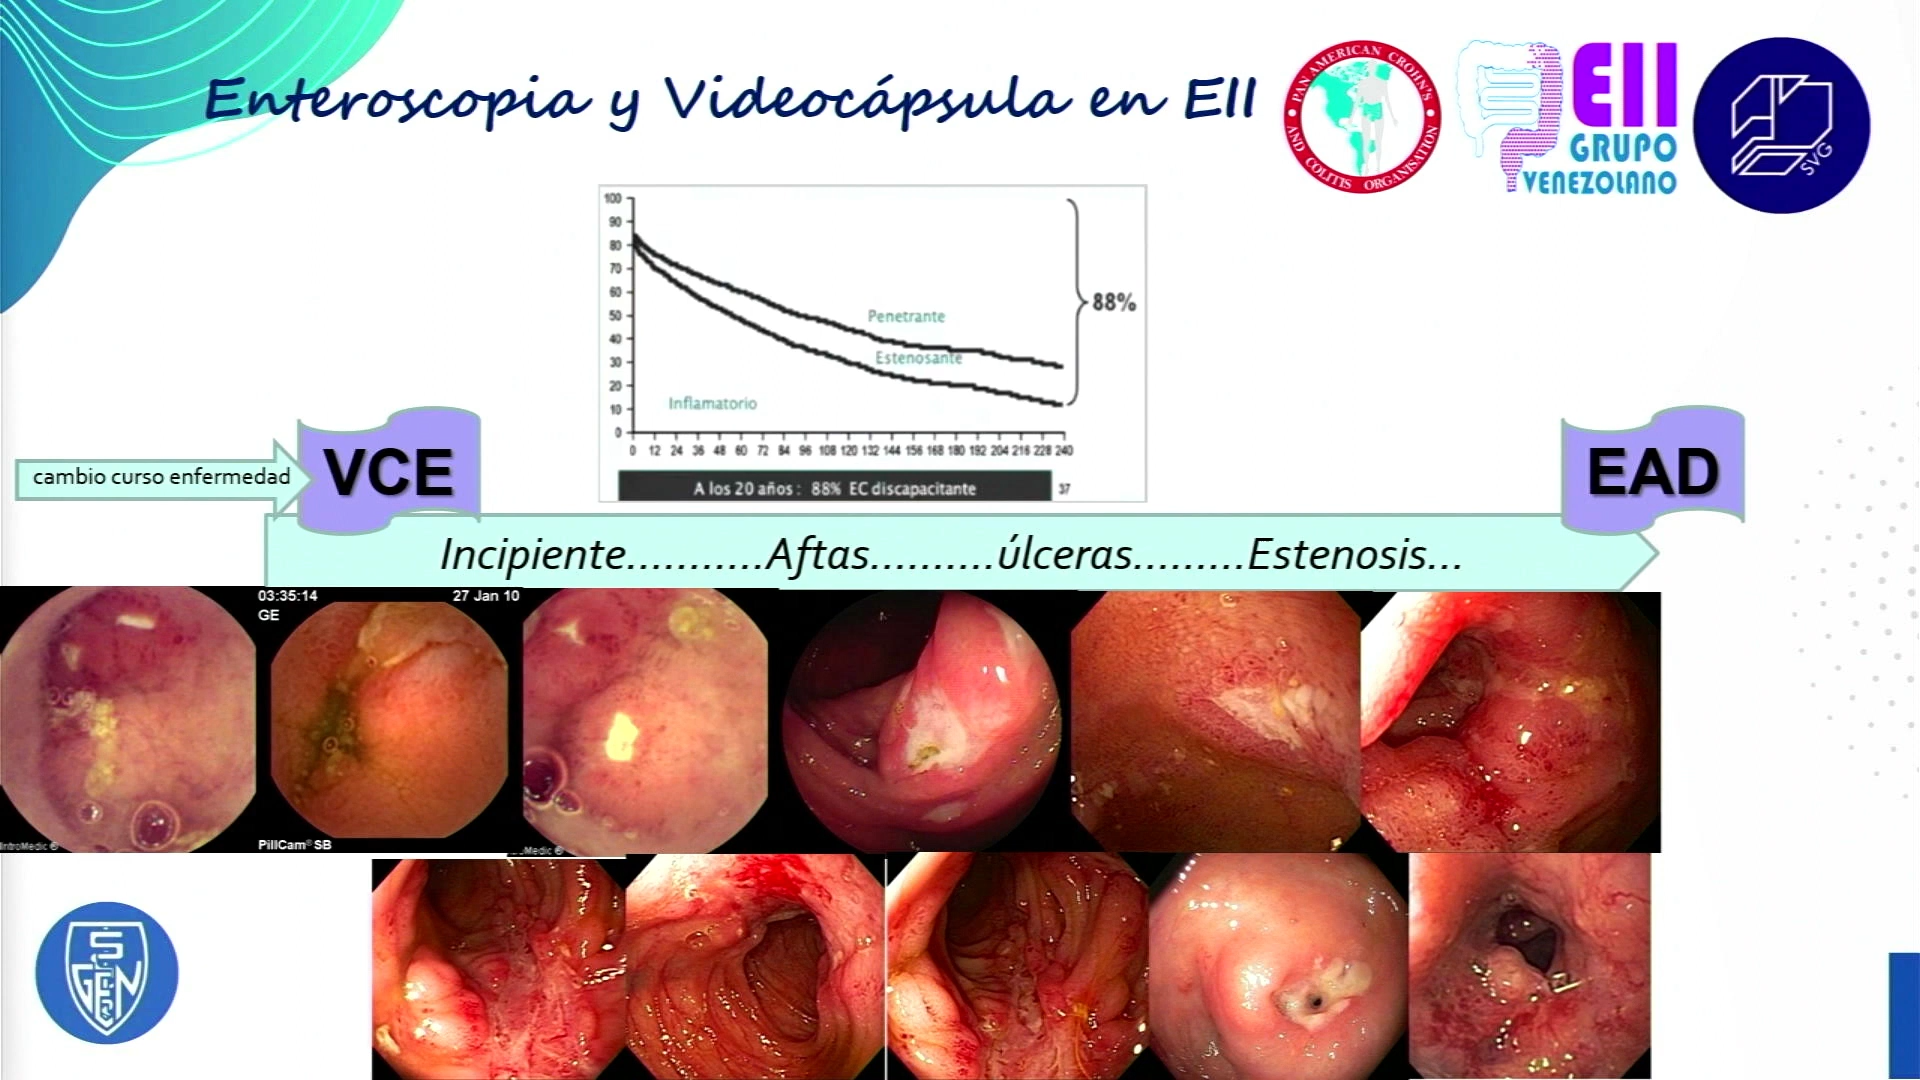 Enteroscopia y Videocápsula en EII
PAN AMERICAN CROHN'S
AND COLITIS ORGANISATION
EII
GRUPO
VENEZOLANO
SVG
100
90
80
70
60
50
40
30
20
10
0
Penetrante
Estenosante
Inflamatorio
88%
0 12 24 36 48 60 72 84 96 108 120 132 144 156 168 180 192 204 216 228 240
A los 20 años : 88% EC discapacitante
37
cambio curso enfermedad
VCE
EAD
Incipiente...........Aftas..........úlceras.........Estenosis...
03:35:14
27 Jan 10
GE
IntroMedic ©
PillCam® SB
Medic ©
S
GEN